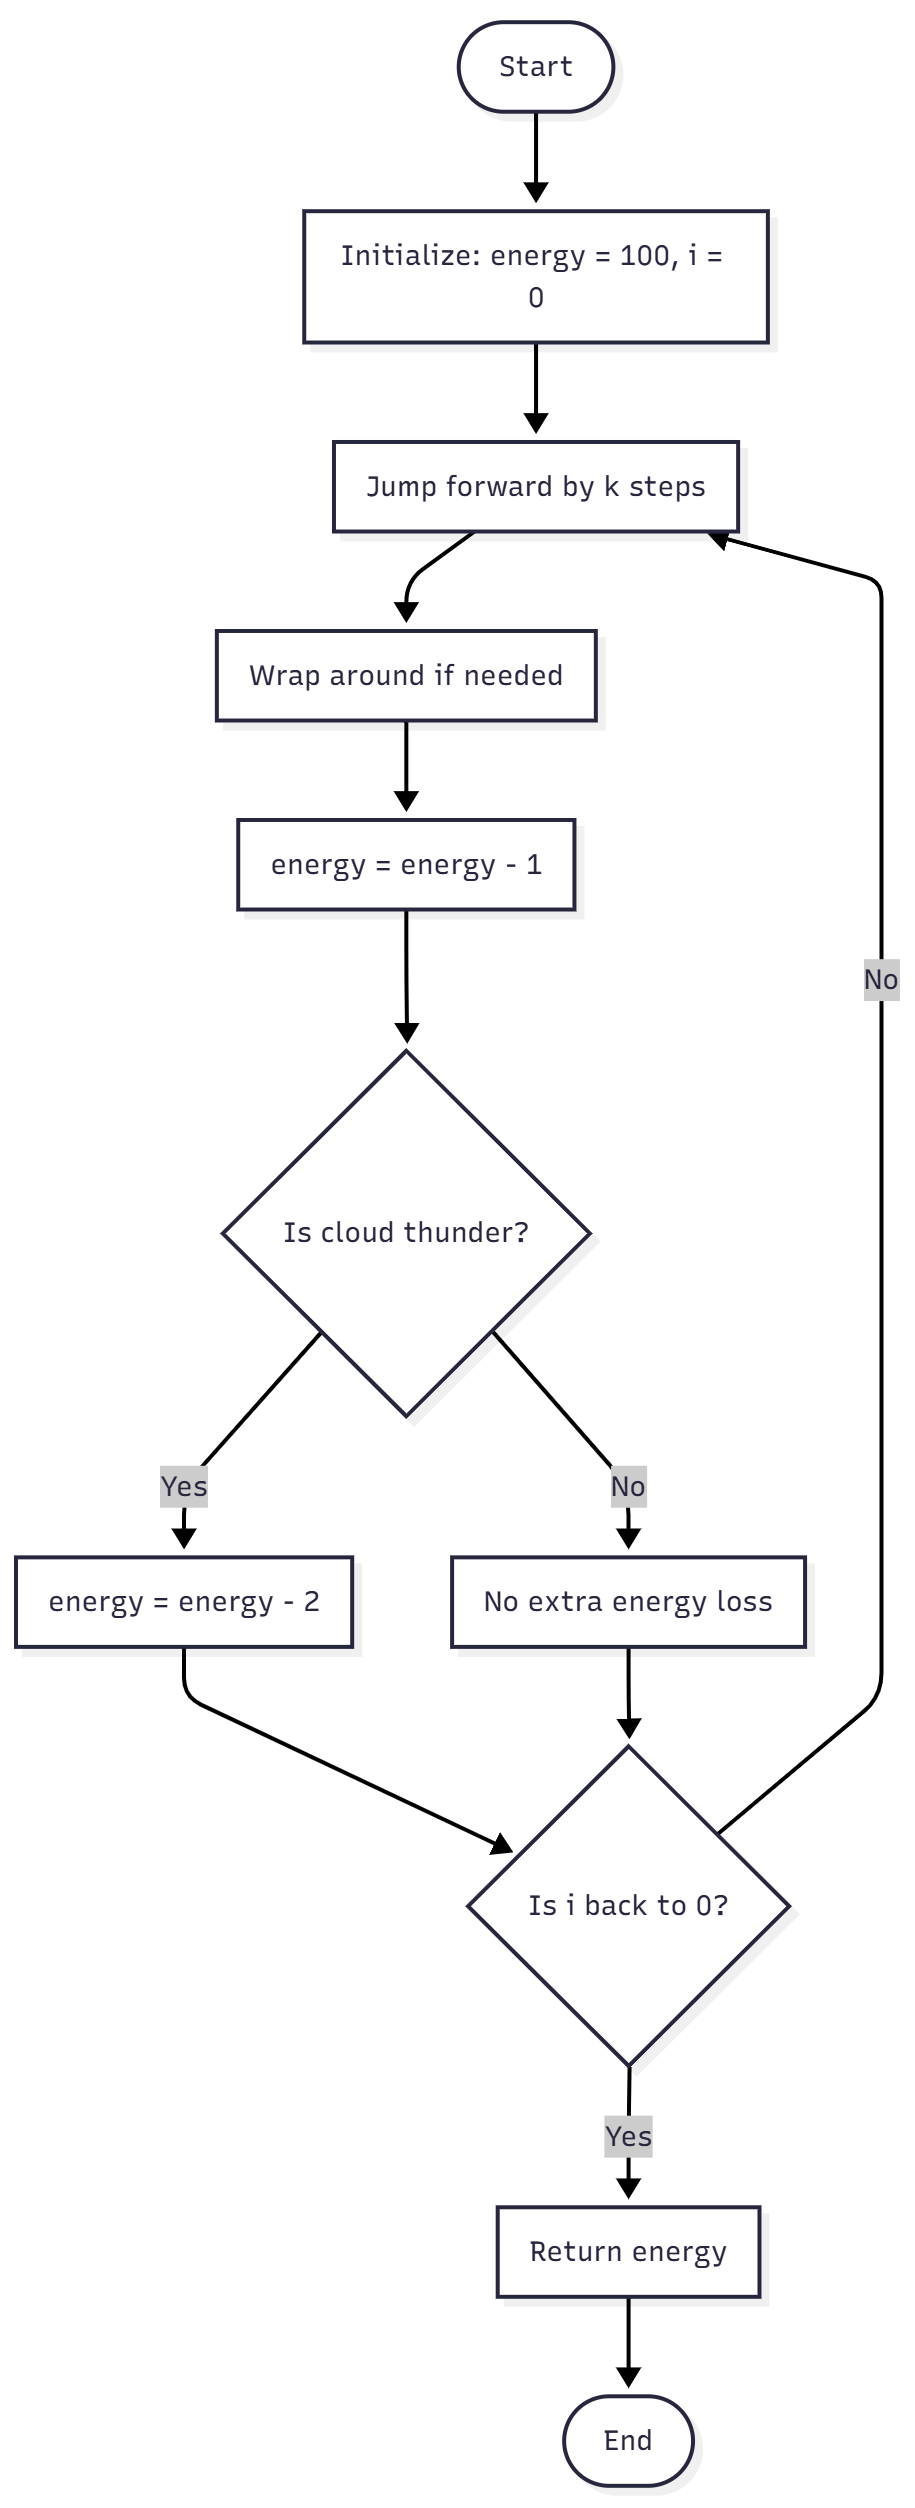 Start
Initialize: energy = 100, i =
0
Jump forward by k steps
Wrap around if needed
energy = energy - 1
No
Is cloud thunder?
Yes
No
energy = energy - 2
No extra energy loss
Is i back to 0?
Yes
Return energy
End